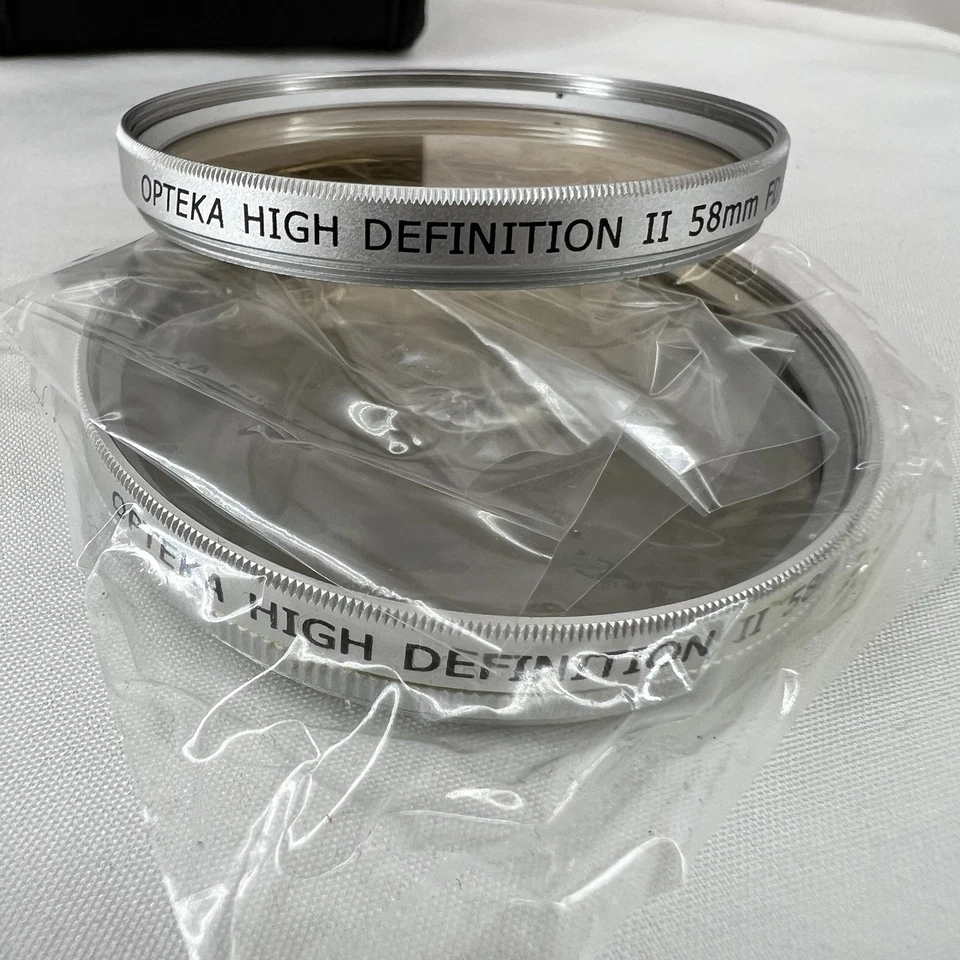 OPTEKA HIGH DEFINITION II 58mm
OPTEKA HIGH DEFINITION II